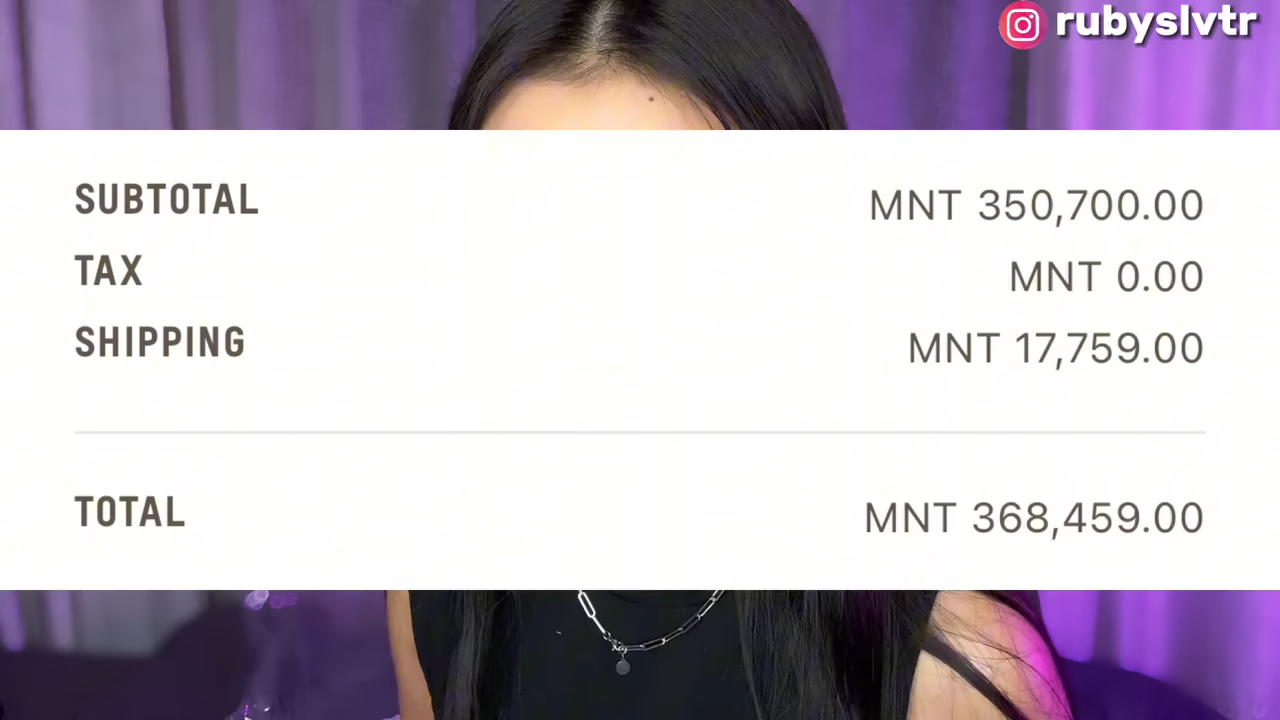 rubyslvtr
SUBTOTAL MNT 350,700.00
TAX MNT 0.00
SHIPPING MNT 17,759.00
TOTAL MNT 368,459.00